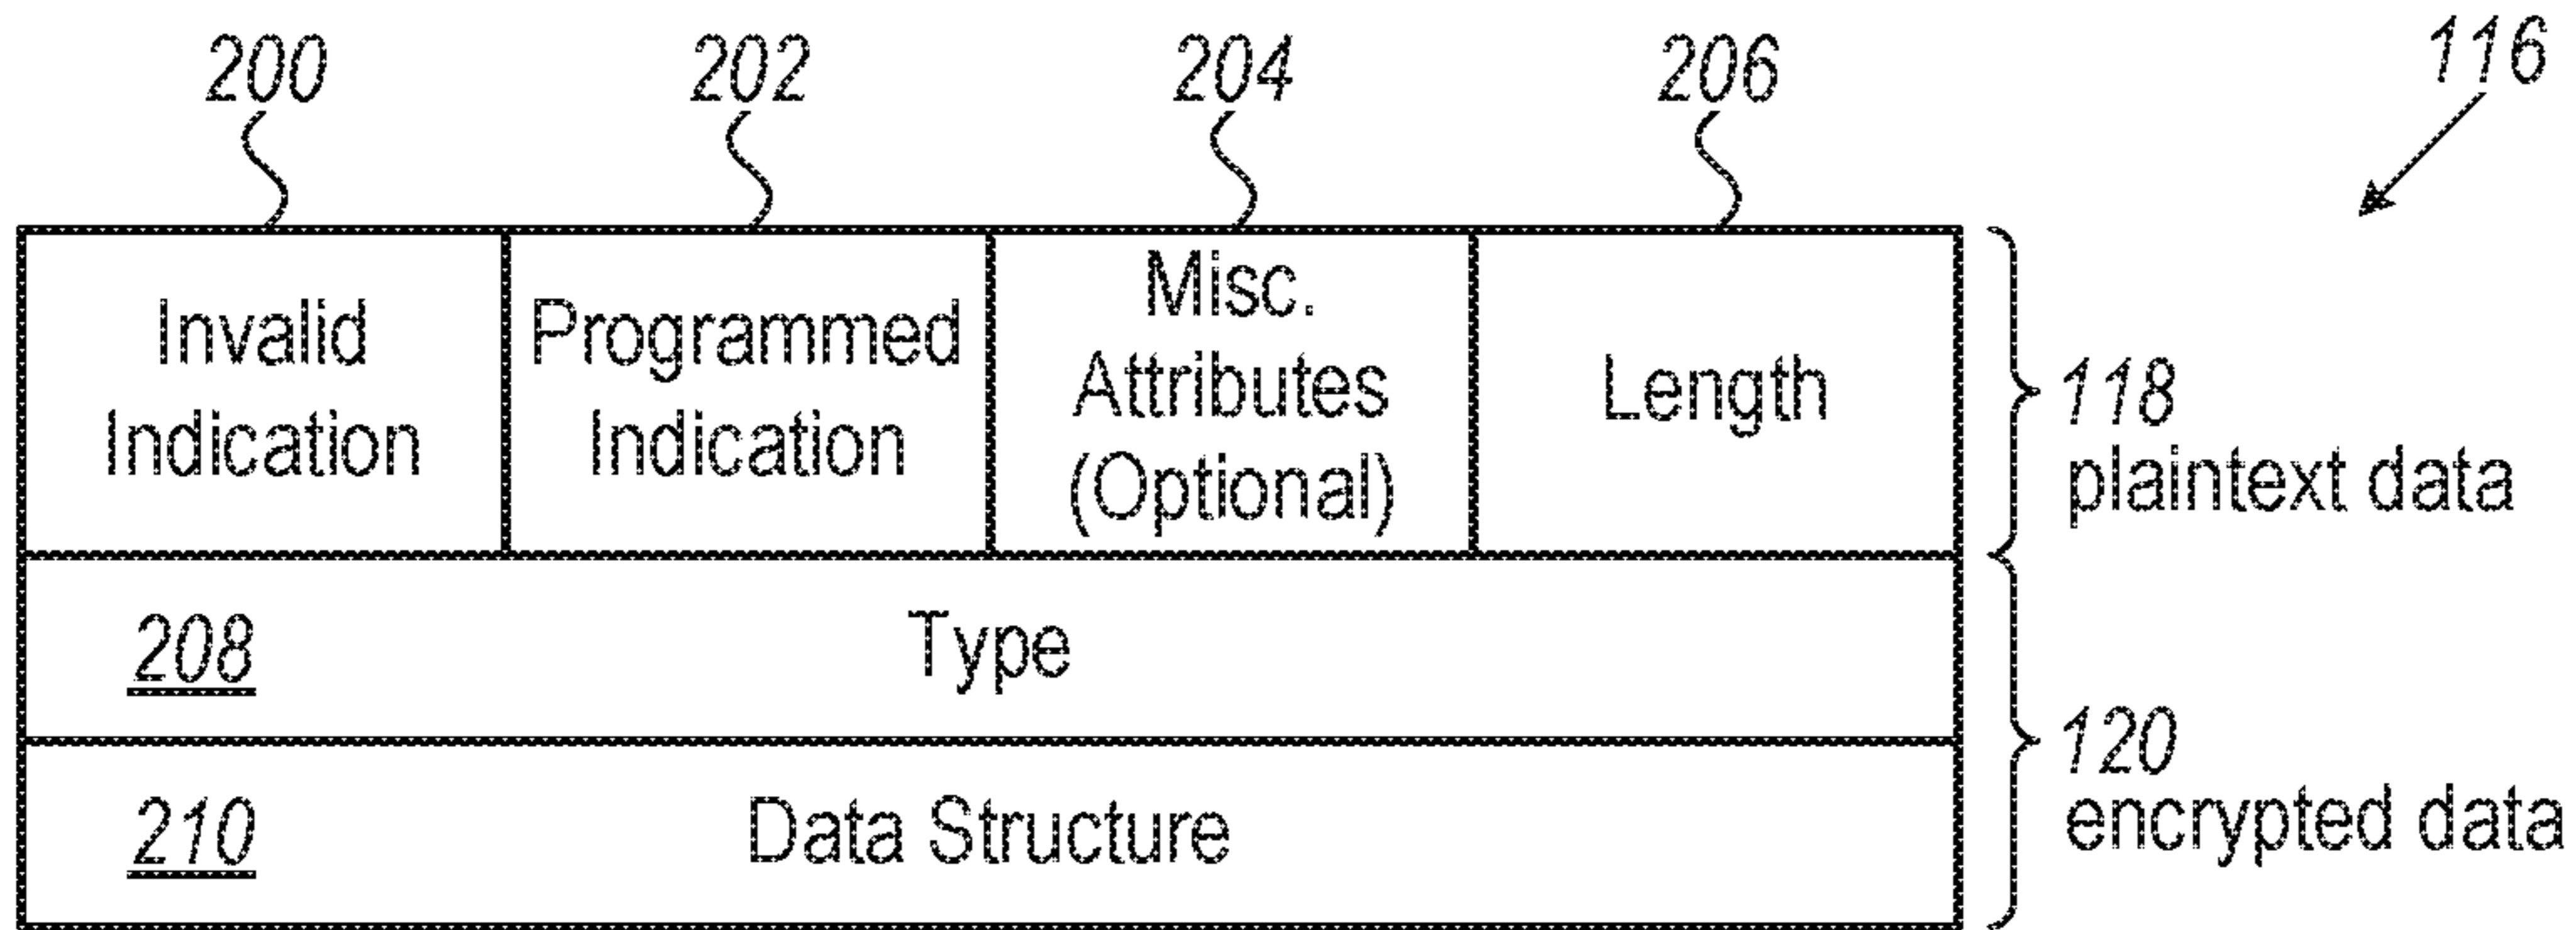 200 202 204 206 116
Invalid
Indication
Programmed
Indication
Misc.
Attributes
(Optional)
Length
118
plaintext data
208 Type
210 Data Structure
120
encrypted data